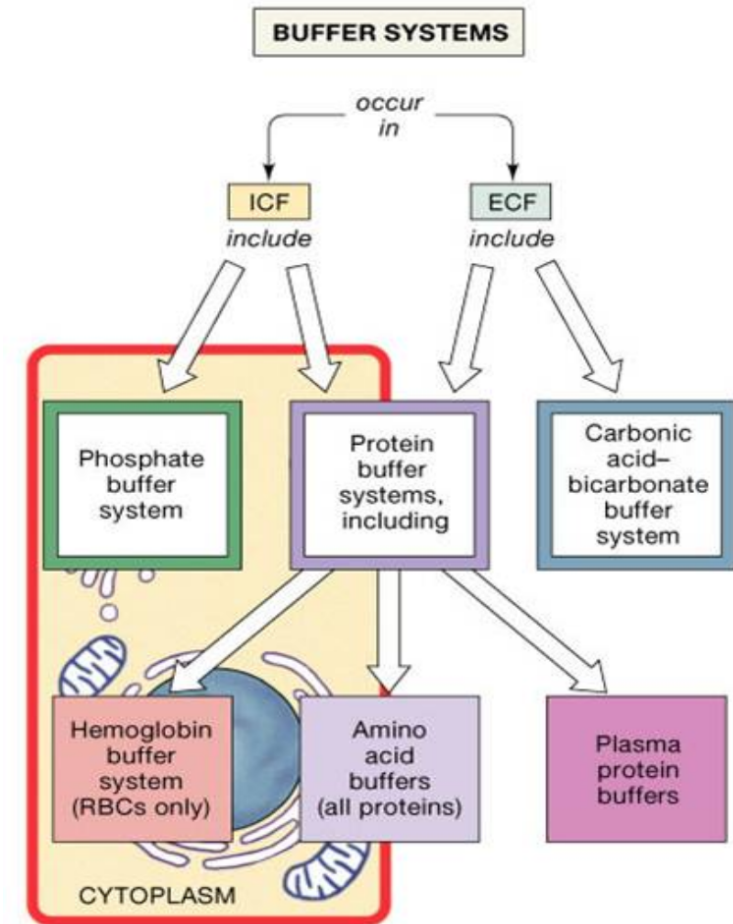 BUFFER SYSTEMS
occur
in
ICF
ECF
include
include
Phosphate
buffer
system
Protein
buffer
systems,
including
Carbonic
acid–
bicarbonate
buffer
system
Hemoglobin
buffer
system
(RBCs only)
Amino
acid
buffers
(all proteins)
Plasma
protein
buffers
CYTOPLASM